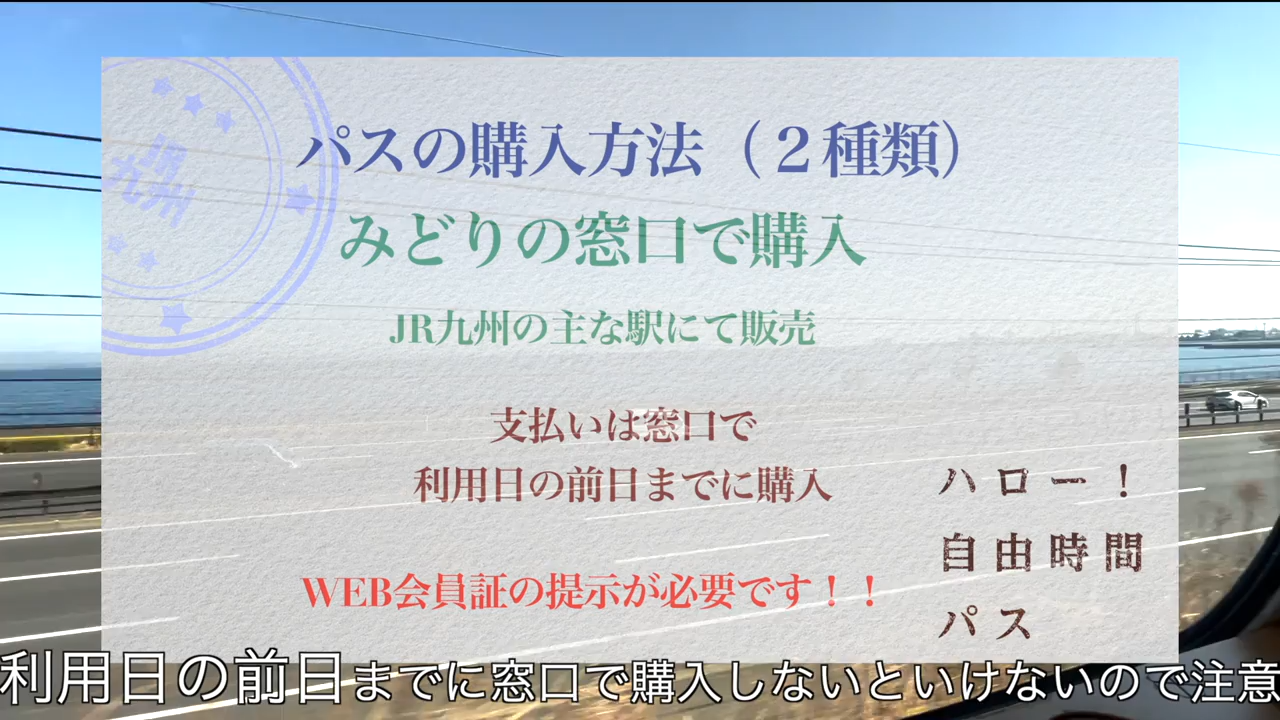 JR
九州
パスの購入方法（２種類）
みどりの窓口で購入
JR九州の主な駅にて販売
支払いは窓口で
利用日の前日までに購入
WEB会員証の提示が必要です！！
ハロー！
自由時間
パス
利用日の前日までに窓口で購入しないといけないので注意